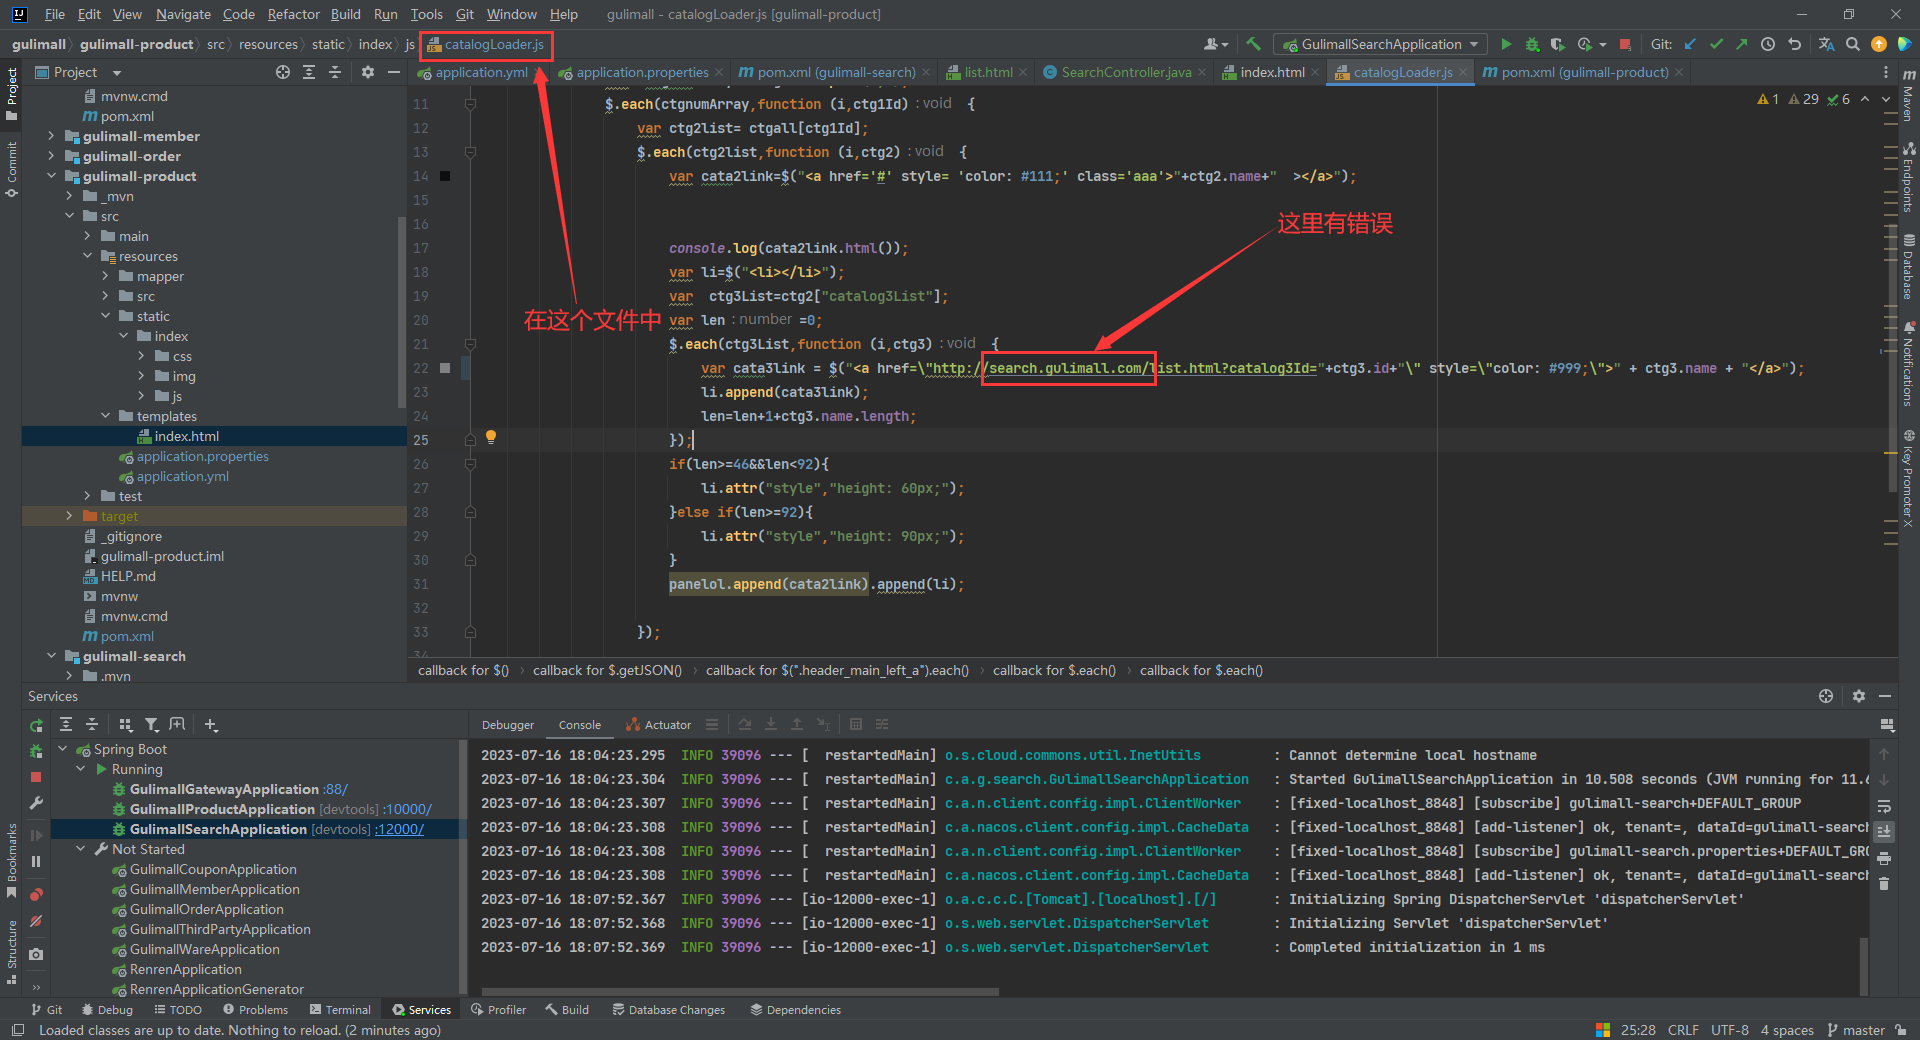 File Edit View Navigate Code Refactor Build Run Tools Git Window Help gulimall - catalogLoader.js [gulimall-product]
gulimall gulimall-product src resources static index js catalogLoader.js GulimallSearchApplication Git:
Project
application.yml application.properties pom.xml (gulimall-search) list.html SearchController.java index.html catalogLoader.js pom.xml (gulimall-product)
Project
Commit
Bookmarks
Structure
mvnw.cmd
pom.xml
gulimall-member
gulimall-order
gulimall-product
_mvn
src
main
resources
mapper
src
static
index
css
img
js
templates
index.html
application.properties
application.yml
test
target
_gitignore
gulimall-product.iml
HELP.md
mvnw
mvnw.cmd
pom.xml
gulimall-search
.mvn
1 29 6
11 $.each(ctgnumArray,function (i,ctg1Id) : void {
12 var ctg2list= ctgall[ctg1Id];
13 $.each(ctg2list,function (i,ctg2) : void {
14 var cata2link=$("<a href='#' style= 'color: #111;' class='aaa'>"+ctg2.name+" ></a>");
15
16
这里有错误
17 console.log(cata2link.html());
18 var li=$("<li></li>");
19 var ctg3List=ctg2["catalog3List"];
在这个文件中
20 var len : number =0;
21 $.each(ctg3List,function (i,ctg3) : void {
22 var cata3link = $("<a href=\"http://search.gulimall.com/list.html?catalog3Id="+ctg3.id+"\" style=\"color: #999;\">" + ctg3.name + "</a>");
23 li.append(cata3link);
24 len=len+1+ctg3.name.length;
25 });
26 if(len>=46&&len<92){
27 li.attr("style","height: 60px;");
28 }else if(len>=92){
29 li.attr("style","height: 90px;");
30 }
31 panelol.append(cata2link).append(li);
32
33 });
34
callback for $() callback for $.getJSON() callback for $(".header_main_left_a").each() callback for $.each() callback for $.each()
Maven
Endpoints
Database
Notifications
Key Promoter X
Services
Debugger Console Actuator
Spring Boot
Running
GulimallGatewayApplication :88/
GulimallProductApplication [devtools] :10000/
GulimallSearchApplication [devtools] :12000/
Not Started
GulimallCouponApplication
GulimallMemberApplication
GulimallOrderApplication
GulimallThirdPartyApplication
GulimallWareApplication
RenrenApplication
RenrenApplicationGenerator
2023-07-16 18:04:23.295 INFO 39096 --- [ restartedMain] o.s.cloud.commons.util.InetUtils : Cannot determine local hostname
2023-07-16 18:04:23.304 INFO 39096 --- [ restartedMain] c.a.g.search.GulimallSearchApplication : Started GulimallSearchApplication in 10.508 seconds (JVM running for 11.6
2023-07-16 18:04:23.307 INFO 39096 --- [ restartedMain] c.a.n.client.config.impl.ClientWorker : [fixed-localhost_8848] [subscribe] gulimall-search+DEFAULT_GROUP
2023-07-16 18:04:23.308 INFO 39096 --- [ restartedMain] c.a.nacos.client.config.impl.CacheData : [fixed-localhost_8848] [add-listener] ok, tenant=, dataId=gulimall-search
2023-07-16 18:04:23.308 INFO 39096 --- [ restartedMain] c.a.n.client.config.impl.ClientWorker : [fixed-localhost_8848] [subscribe] gulimall-search.properties+DEFAULT_GRO
2023-07-16 18:04:23.308 INFO 39096 --- [ restartedMain] c.a.nacos.client.config.impl.CacheData : [fixed-localhost_8848] [add-listener] ok, tenant=, dataId=gulimall-search
2023-07-16 18:07:52.367 INFO 39096 --- [io-12000-exec-1] o.a.c.c.C.[Tomcat].[localhost].[/] : Initializing Spring DispatcherServlet 'dispatcherServlet'
2023-07-16 18:07:52.368 INFO 39096 --- [io-12000-exec-1] o.s.web.servlet.DispatcherServlet : Initializing Servlet 'dispatcherServlet'
2023-07-16 18:07:52.369 INFO 39096 --- [io-12000-exec-1] o.s.web.servlet.DispatcherServlet : Completed initialization in 1 ms
Git Debug TODO Problems Terminal Services Profiler Build Database Changes Dependencies
Loaded classes are up to date. Nothing to reload. (2 minutes ago) 25:28 CRLF UTF-8 4 spaces master